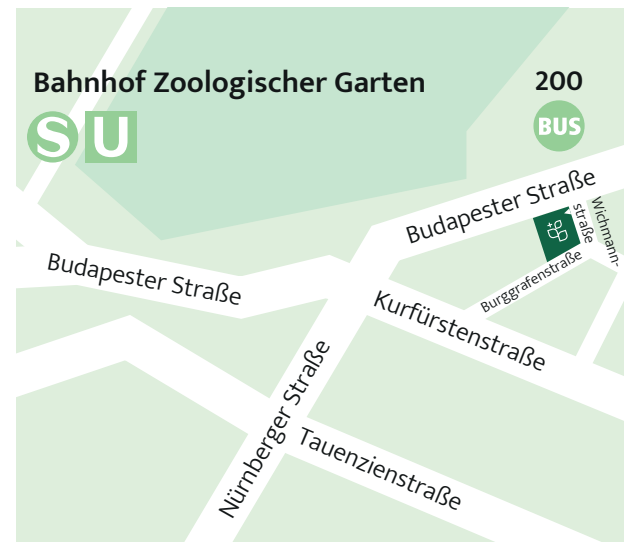 Bahnhof Zoologischer Garten
200
S U
BUS
Budapester Straße
Wichmann-
straße
Burggrafenstraße
Budapester Straße
Kurfürstenstraße
Nürnberger Straße
Tauenzienstraße